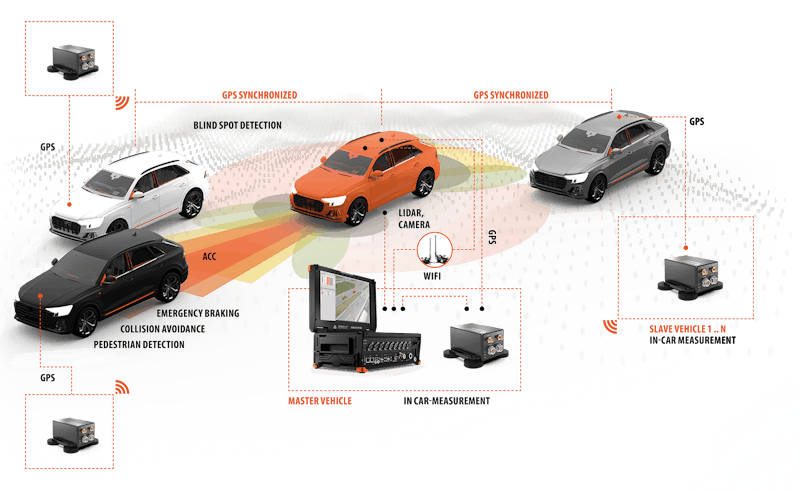 GPS SYNCHRONIZED
GPS SYNCHRONIZED
BLIND SPOT DETECTION
GPS
GPS
LIDAR,
CAMERA
GPS
ACC
WIFI
EMERGENCY BRAKING
COLLISION AVOIDANCE
PEDESTRIAN DETECTION
SLAVE VEHICLE 1 .. N
IN-CAR MEASUREMENT
GPS
MASTER VEHICLE
IN CAR-MEASUREMENT